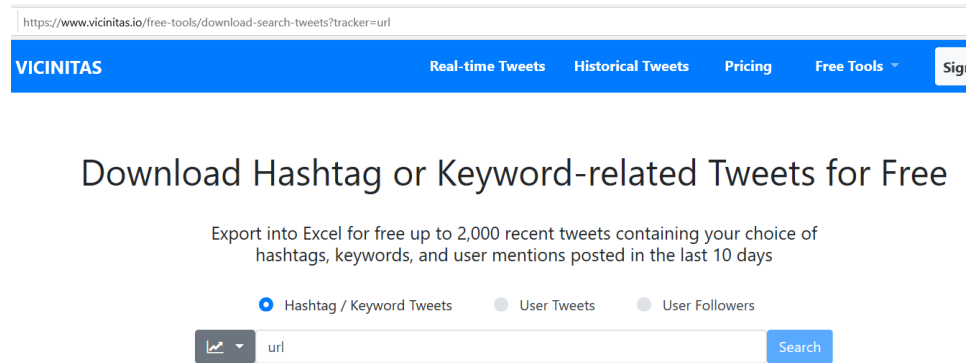 https://www.vicinitas.io/free-tools/download-search-tweets?tracker=url
VICINITAS Real-time Tweets Historical Tweets Pricing Free Tools Sign
Download Hashtag or Keyword-related Tweets for Free
Export into Excel for free up to 2,000 recent tweets containing your choice of
hashtags, keywords, and user mentions posted in the last 10 days
Hashtag / Keyword Tweets User Tweets User Followers
url Search